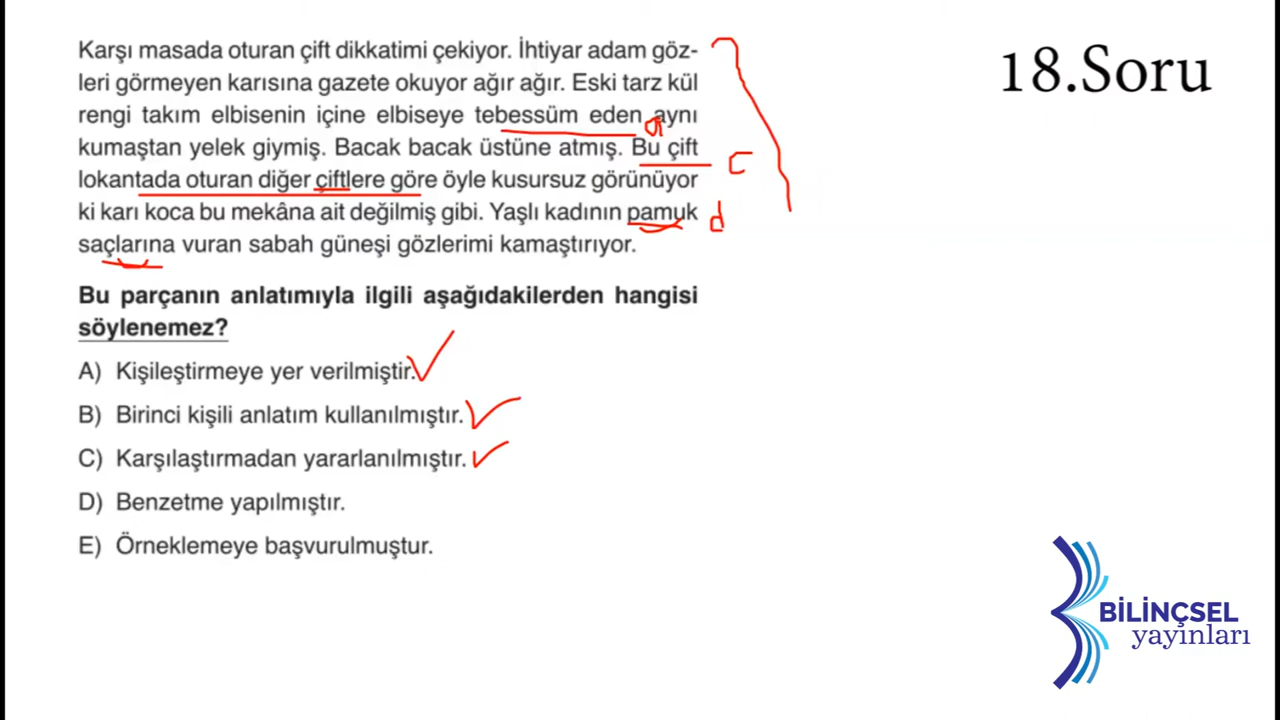 Karşı masada oturan çift dikkatimi çekiyor. İhtiyar adam göz-
leri görmeyen karısına gazete okuyor ağır ağır. Eski tarz kül
rengi takım elbisenin içine elbiseye tebessüm eden aynı
a
kumaştan yelek giymiş. Bacak bacak üstüne atmış. Bu çift
c
lokantada oturan diğer çiftlere göre öyle kusursuz görünüyor
ki karı koca bu mekâna ait değilmiş gibi. Yaşlı kadının pamuk
d
saçlarına vuran sabah güneşi gözlerimi kamaştırıyor.
Bu parçanın anlatımıyla ilgili aşağıdakilerden hangisi
söylenemez?
A) Kişileştirmeye yer verilmiştir.
B) Birinci kişili anlatım kullanılmıştır.
C) Karşılaştırmadan yararlanılmıştır.
D) Benzetme yapılmıştır.
E) Örneklemeye başvurulmuştur.
18.Soru
BİLİNÇSEL
yayınları